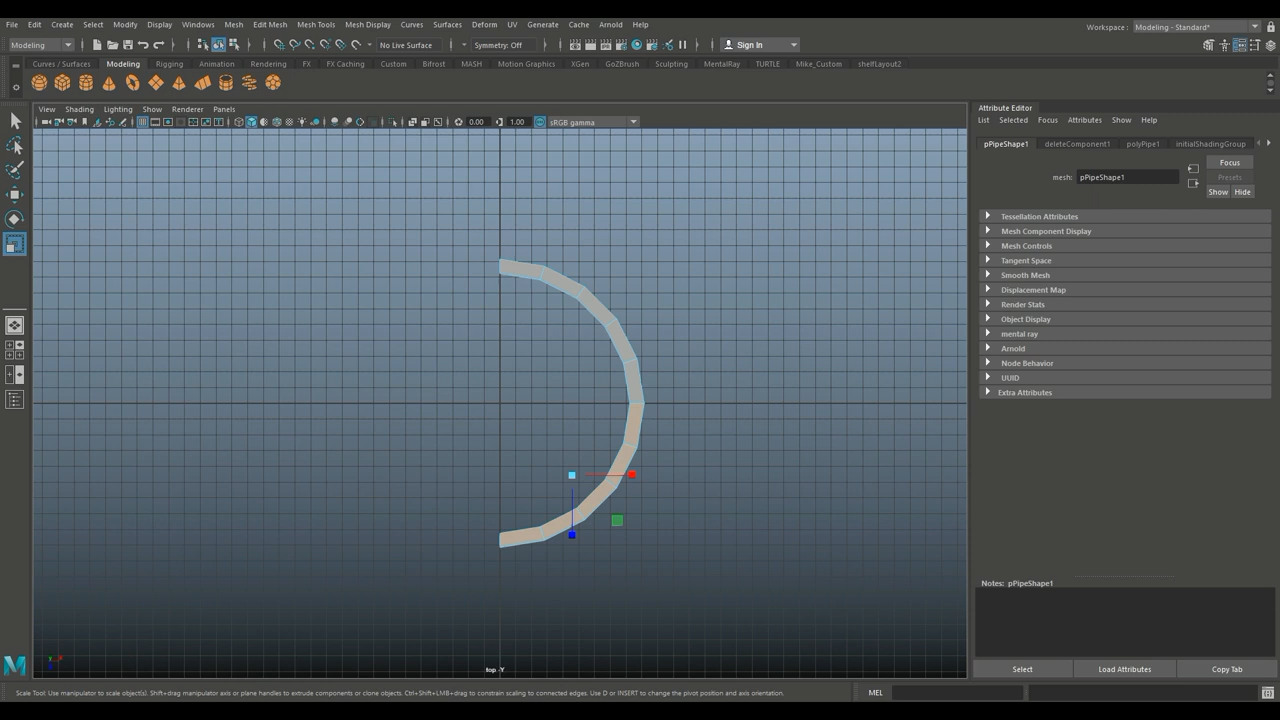 File Edit Create Select Modify Display Windows Mesh Edit Mesh Mesh Tools Mesh Display Curves Surfaces Deform UV Generate Cache Arnold Help
Workspace : Modeling - Standard*
Modeling No Live Surface Symmetry: Off Sign In
Curves / Surfaces Modeling Rigging Animation Rendering FX FX Caching Custom Bifrost MASH Motion Graphics XGen GoZBrush Sculpting MentalRay TURTLE Mike_Custom shelfLayout2
View Shading Lighting Show Renderer Panels
0.00 1.00 sRGB gamma
Attribute Editor
List Selected Focus Attributes Show Help
pPipeShape1 deleteComponent1 polyPipe1 initialShadingGroup
Focus
mesh: pPipeShape1 Presets
Show Hide
Tessellation Attributes
Mesh Component Display
Mesh Controls
Tangent Space
Smooth Mesh
Displacement Map
Render Stats
Object Display
mental ray
Arnold
Node Behavior
UUID
Extra Attributes
Notes: pPipeShape1
top -Y
Select Load Attributes Copy Tab
Scale Tool: Use manipulator to scale object(s). Shift+drag manipulator axis or plane handles to extrude components or clone objects. Ctrl+Shift+LMB+drag to constrain scaling to connected edges. Use D or INSERT to change the pivot position and axis orientation.
MEL